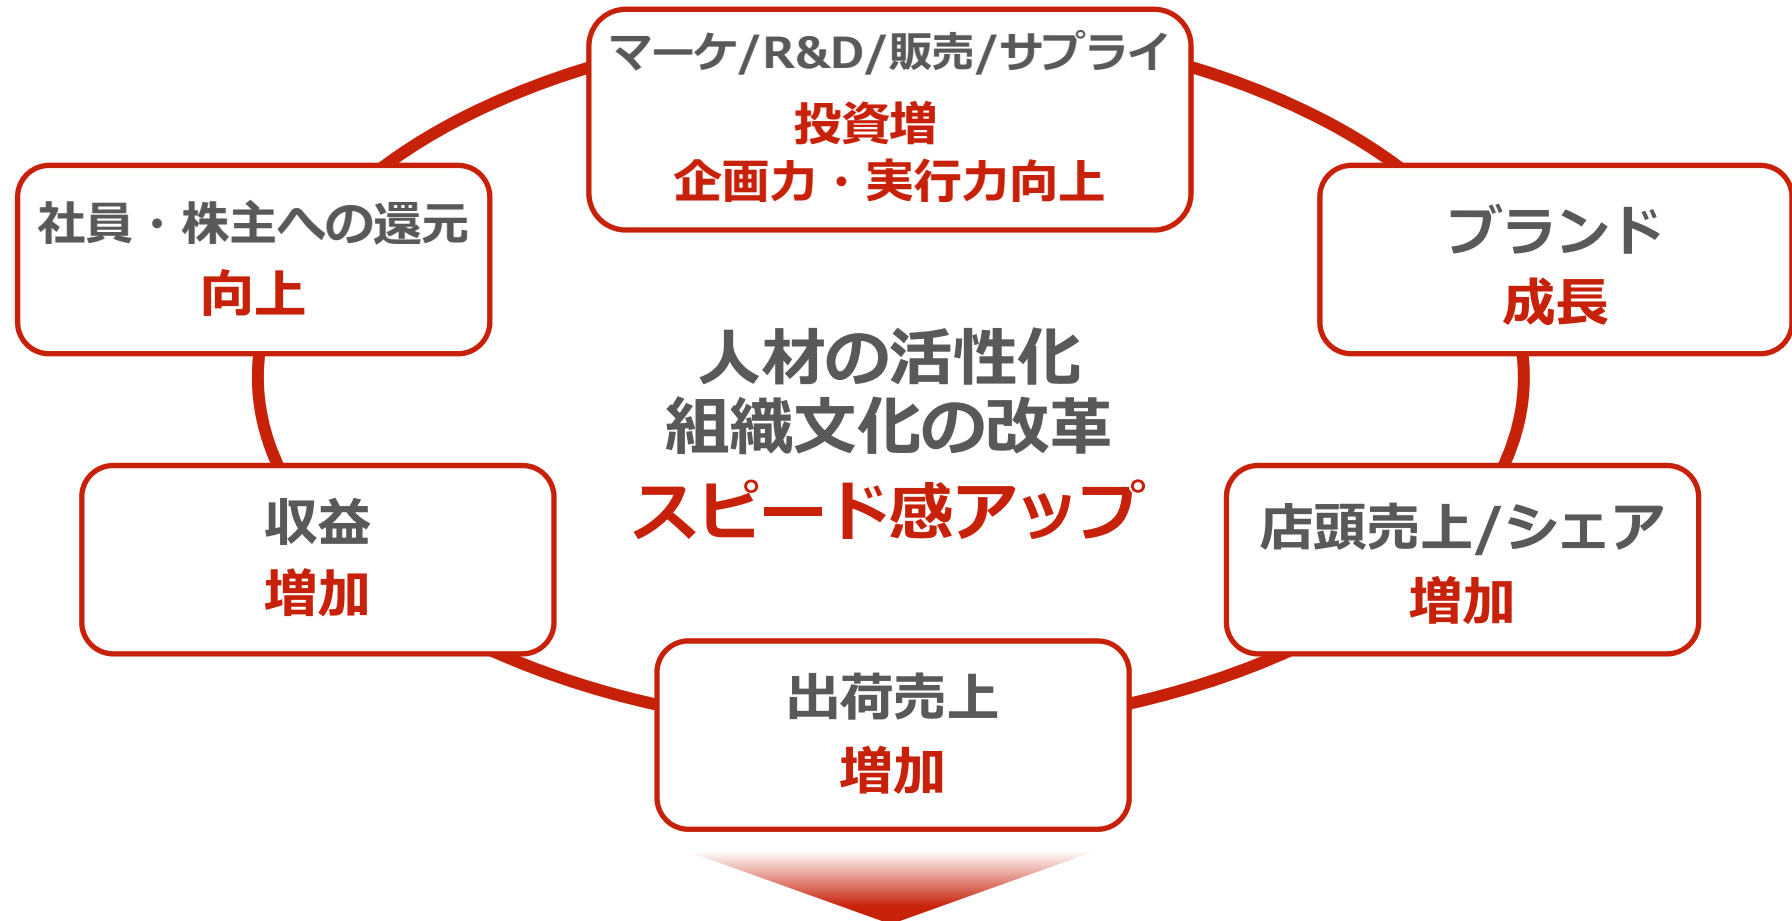 マーケ/R&D/販売/サプライ
投資増
企画力・実行力向上
社員・株主への還元
向上
ブランド
成長
人材の活性化
組織文化の改革
スピード感アップ
収益
増加
店頭売上/シェア
増加
出荷売上
増加